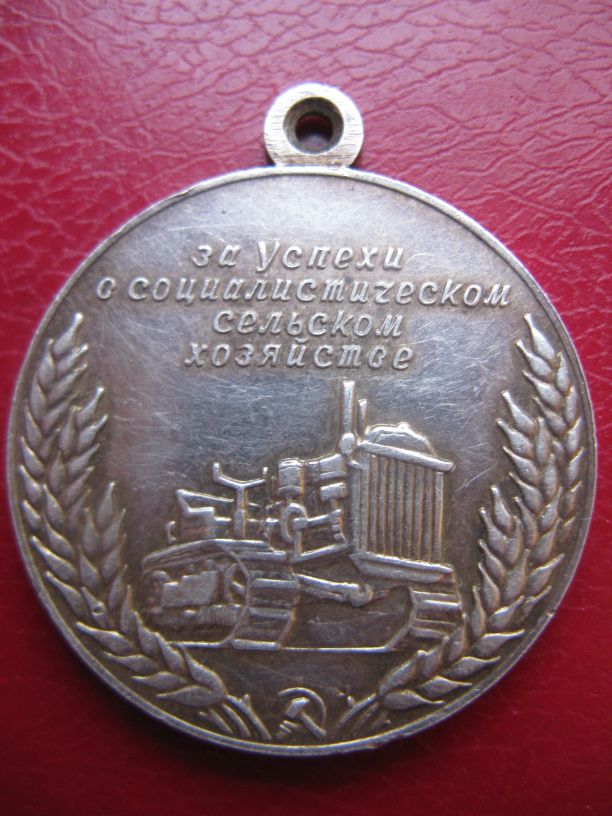 за Успехи
в социалистическом
сельском
хозяйстве